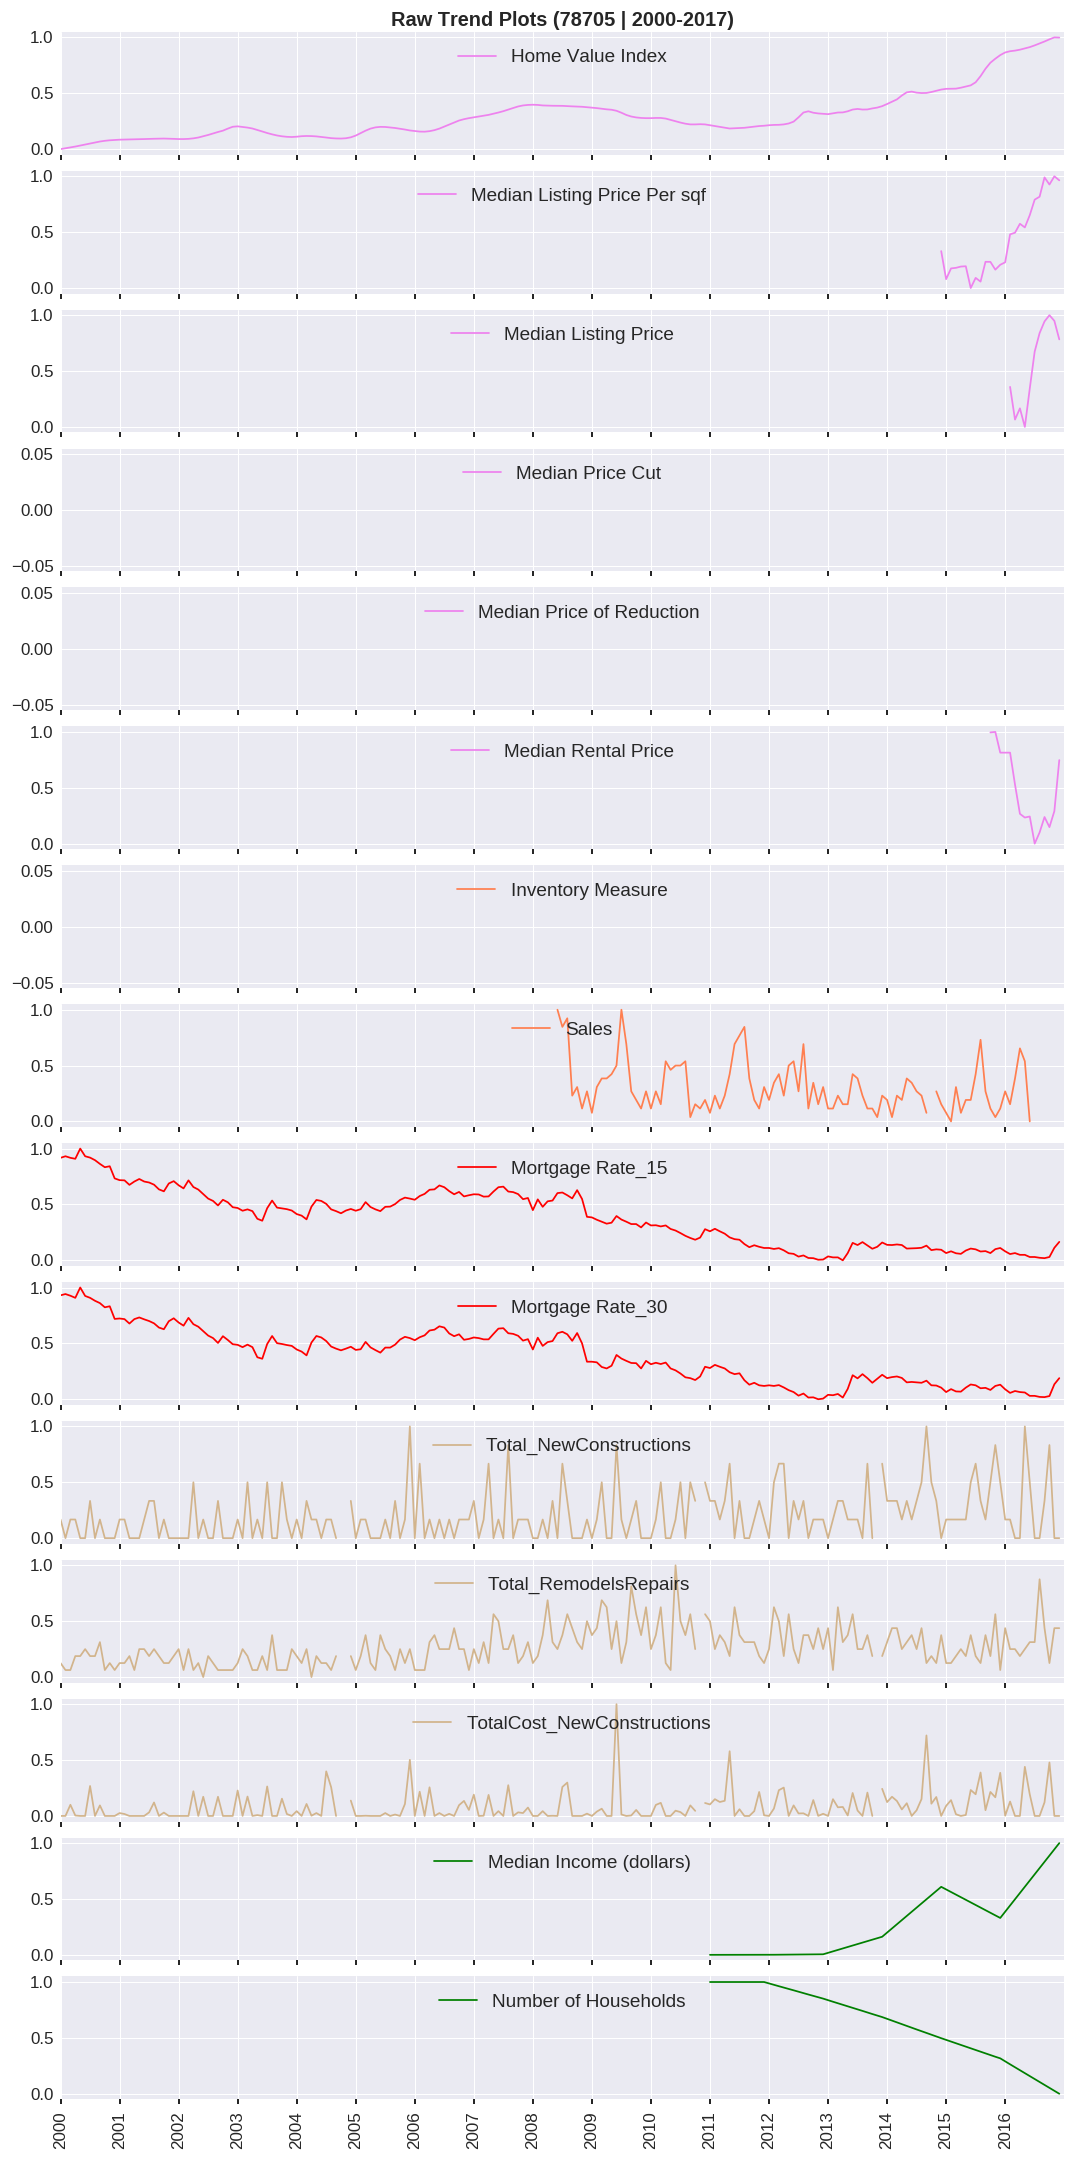 Raw Trend Plots (78705 | 2000-2017)
1.0
Home Value Index
0.5
0.0
1.0
Median Listing Price Per sqf
0.5
0.0
1.0
Median Listing Price
0.5
0.0
0.05
Median Price Cut
0.00
−0.05
0.05
Median Price of Reduction
0.00
−0.05
1.0
Median Rental Price
0.5
0.0
0.05
Inventory Measure
0.00
−0.05
1.0
Sales
0.5
0.0
1.0
Mortgage Rate_15
0.5
0.0
1.0
Mortgage Rate_30
0.5
0.0
1.0
Total_NewConstructions
0.5
0.0
1.0
Total_RemodelsRepairs
0.5
0.0
1.0
TotalCost_NewConstructions
0.5
0.0
1.0
Median Income (dollars)
0.5
0.0
1.0
Number of Households
0.5
0.0
2000 2001 2002 2003 2004 2005 2006 2007 2008 2009 2010 2011 2012 2013 2014 2015 2016